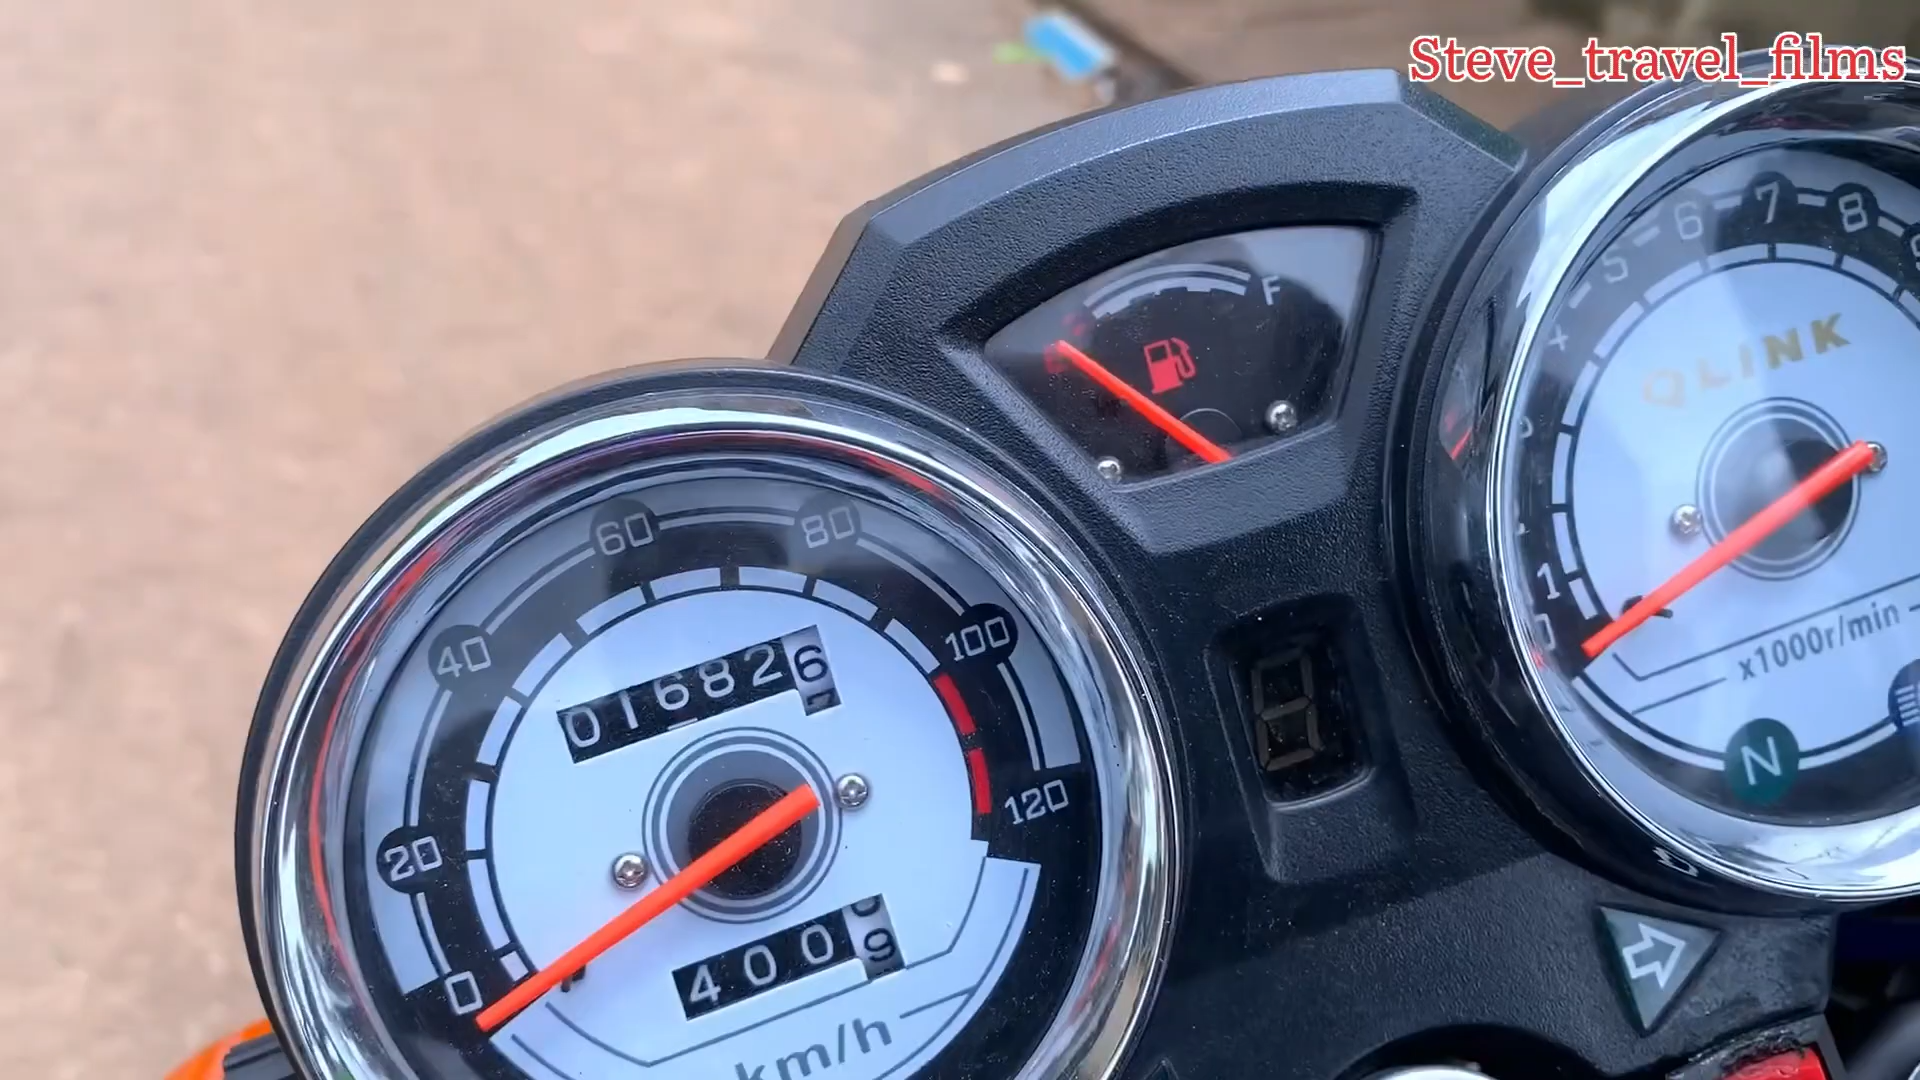 Steve_travel_films
F
5 6 7 8
QLINK
1
0
x1000r/min
N
0 20 40 60 80 100 120
016826
4009
km/h